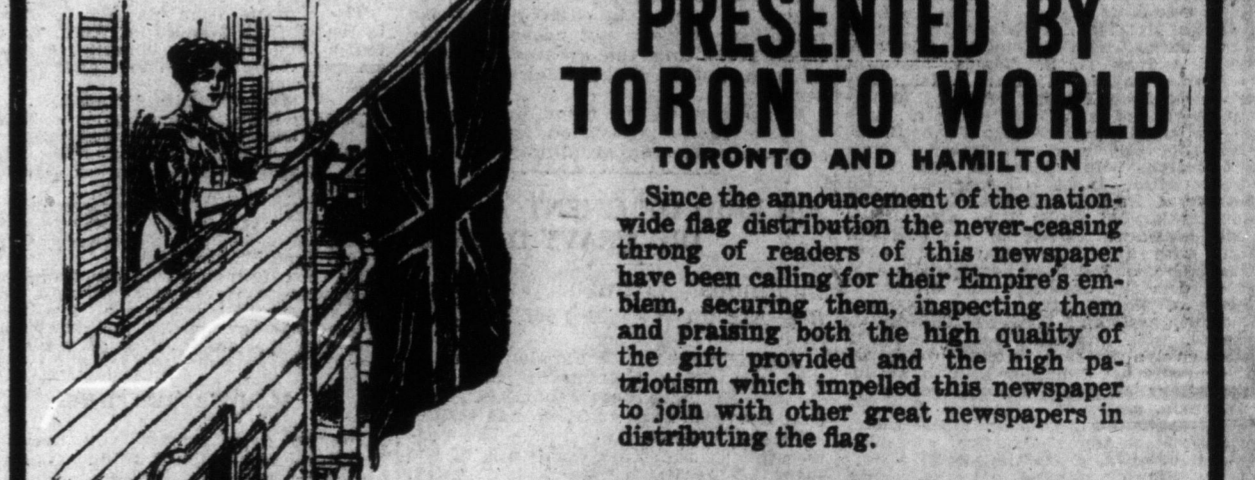 PRESENTED BY
TORONTO WORLD
TORONTO AND HAMILTON
Since the announcement of the nation-
wide flag distribution the never-ceasing
throng of readers of this newspaper
have been calling for their Empire's em-
blem, securing them, inspecting them
and praising both the high quality of
the gift provided and the high pa-
triotism which impelled this newspaper
to join with other great newspapers in
distributing the flag.